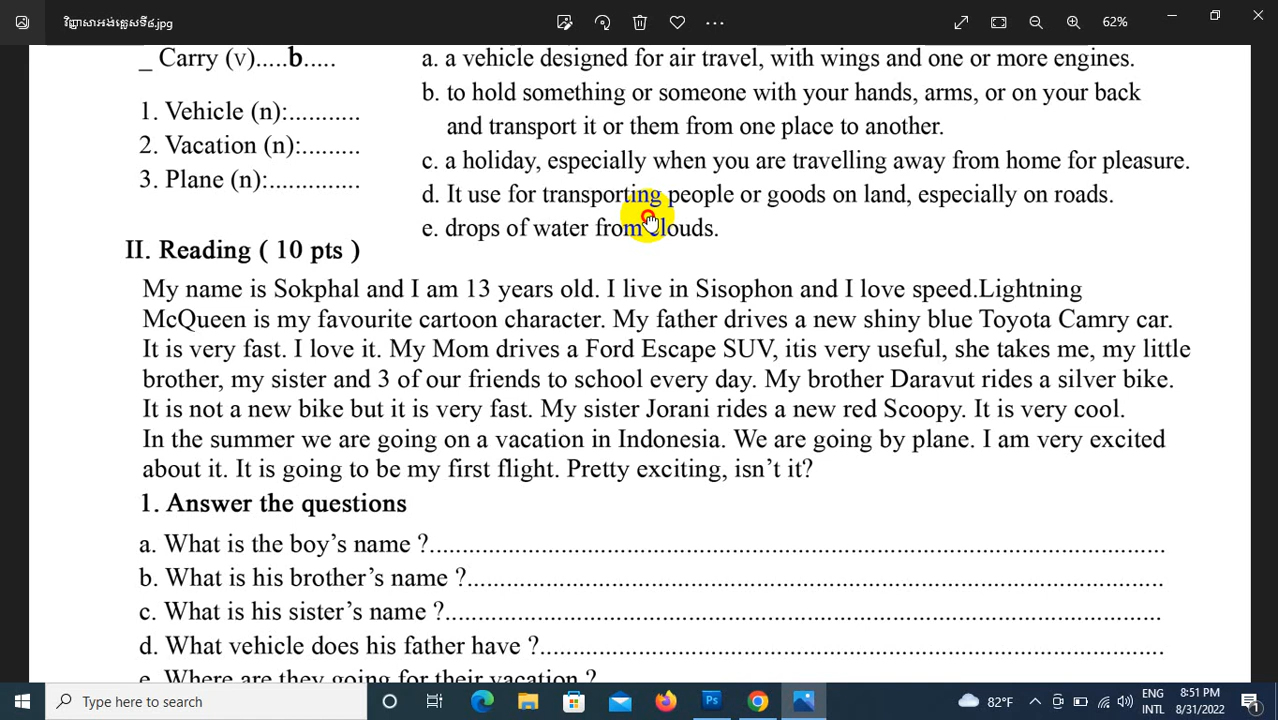 វិញ្ញាសាអង់គ្លេសទី៨.jpg
62%
_ Carry (v).....b.....
a. a vehicle designed for air travel, with wings and one or more engines.
b. to hold something or someone with your hands, arms, or on your back
and transport it or them from one place to another.
1. Vehicle (n):...........
2. Vacation (n):.........
c. a holiday, especially when you are travelling away from home for pleasure.
3. Plane (n):..............
d. It use for transporting people or goods on land, especially on roads.
e. drops of water from clouds.
II. Reading ( 10 pts )
My name is Sokphal and I am 13 years old. I live in Sisophon and I love speed.Lightning
McQueen is my favourite cartoon character. My father drives a new shiny blue Toyota Camry car.
It is very fast. I love it. My Mom drives a Ford Escape SUV, itis very useful, she takes me, my little
brother, my sister and 3 of our friends to school every day. My brother Daravut rides a silver bike.
It is not a new bike but it is very fast. My sister Jorani rides a new red Scoopy. It is very cool.
In the summer we are going on a vacation in Indonesia. We are going by plane. I am very excited
about it. It is going to be my first flight. Pretty exciting, isn't it?
1. Answer the questions
a. What is the boy's name ?..........................................................................................
b. What is his brother's name ?....................................................................................
c. What is his sister's name ?.......................................................................................
d. What vehicle does his father have ?...........................................................................
e. Where are they going for their vacation ?
Type here to search
82°F
ENG
INTL
8:51 PM
8/31/2022